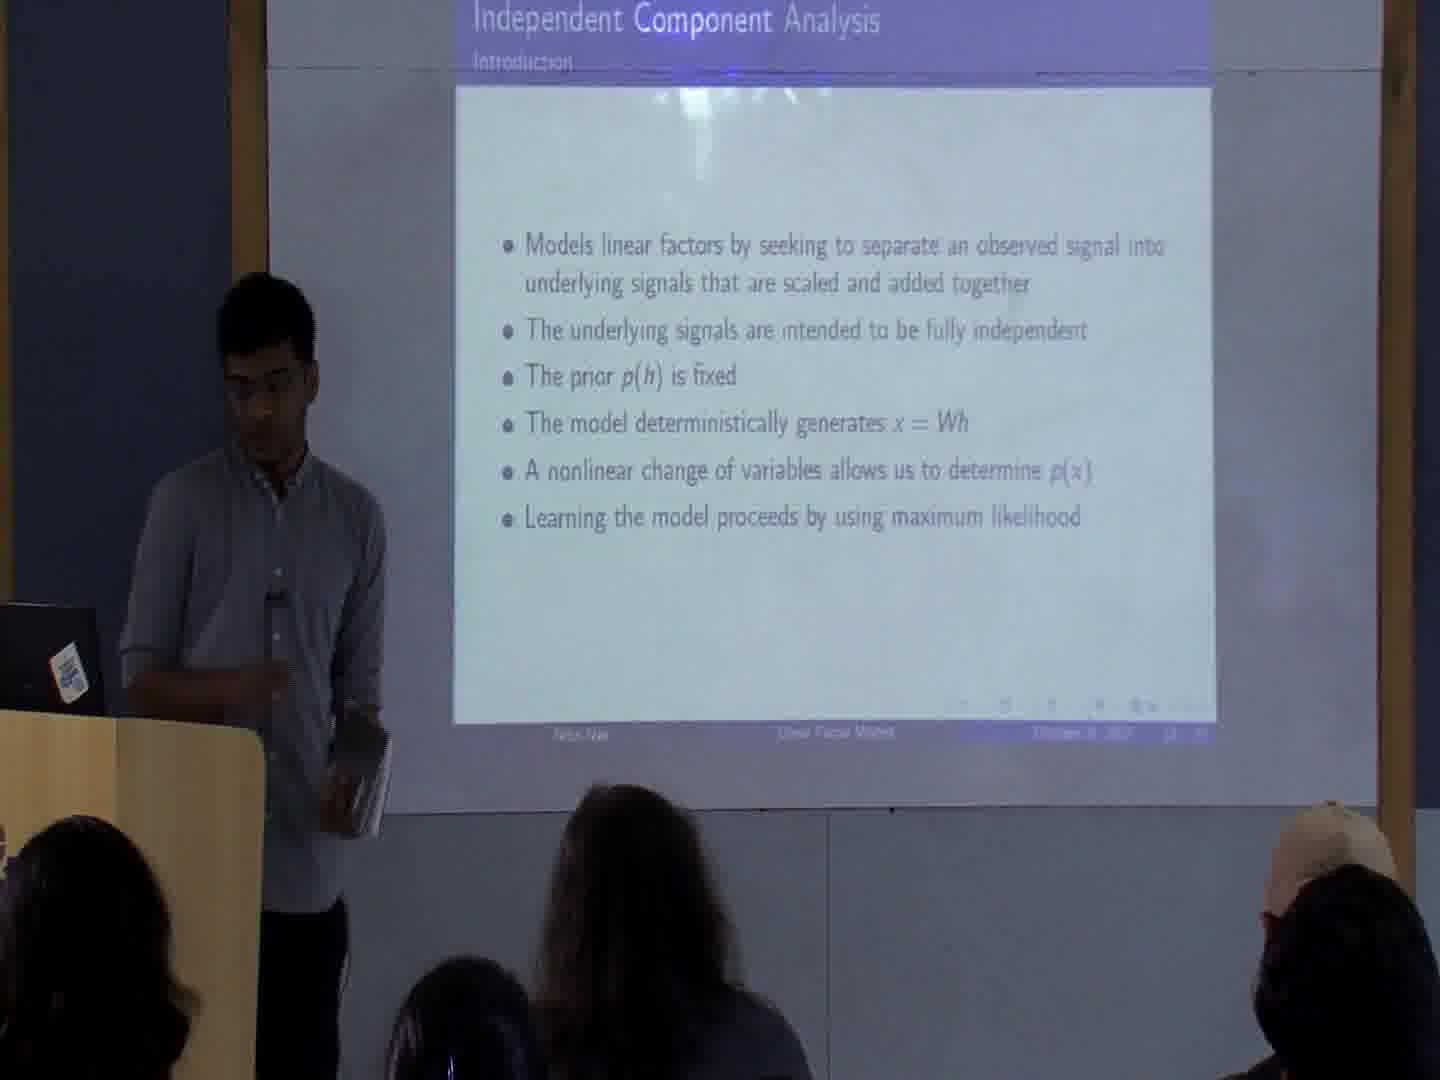 Independent Component Analysis
Introduction
Models linear factors by seeking to separate an observed signal into
underlying signals that are scaled and added together
The underlying signals are intended to be fully independent
The prior p(h) is fixed
The model deterministically generates x = Wh
A nonlinear change of variables allows us to determine p(x)
Learning the model proceeds by using maximum likelihood
Linear Factor Models